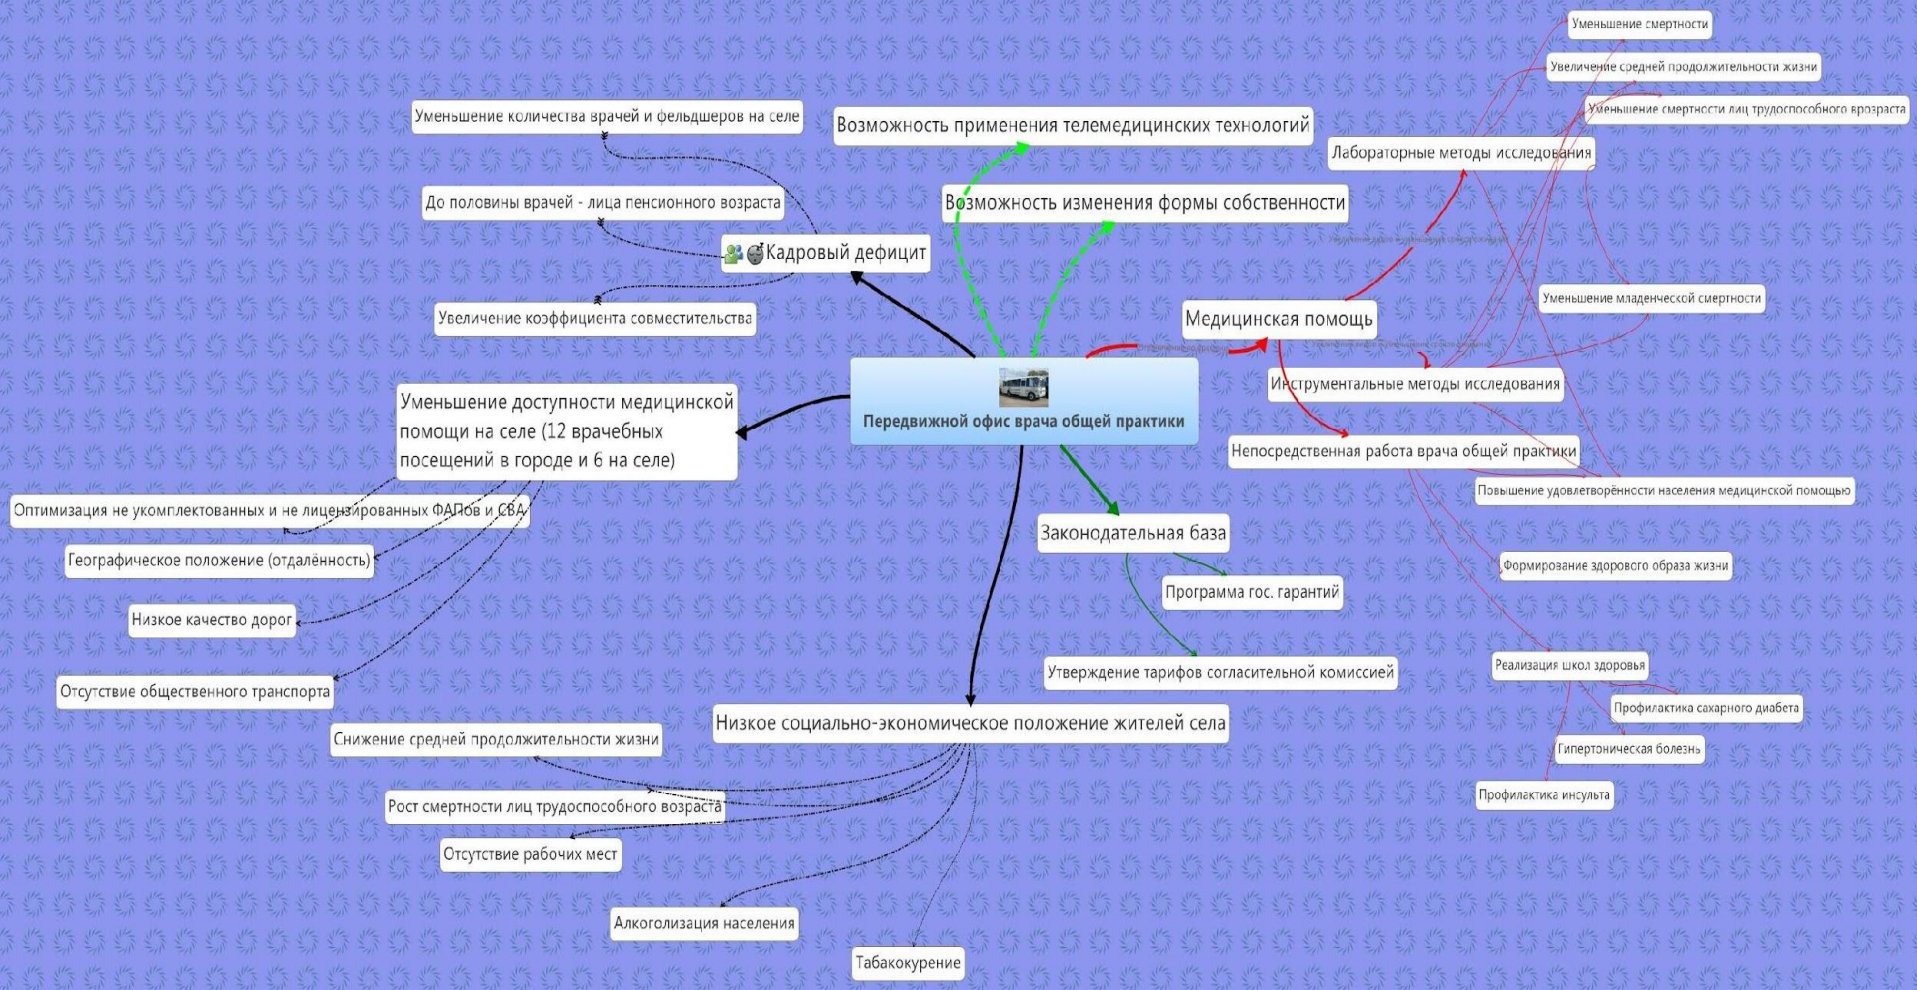 Уменьшение смертности
Увеличение средней продолжительности жизни
Уменьшение смертности лиц трудоспособного врозраста
Уменьшение количества врачей и фельдшеров на селе
Возможность применения телемедицинских технологий
Лабораторные методы исследования
До половины врачей - лица пенсионного возраста
Возможность изменения формы собственности
Кадровый дефицит
Уменьшение младенческой смертности
Увеличение коэффициента совместительства
Медицинская помощь
Инструментальные методы исследования
Передвижной офис врача общей практики
Уменьшение доступности медицинской
помощи на селе (12 врачебных
посещений в городе и 6 на селе)
Непосредственная работа врача общей практики
Повышение удовлетворённости населения медицинской помощью
Оптимизация не укомплектованных и не лицензированных ФАПов и СВА
Законодательная база
Географическое положение (отдалённость)
Формирование здорового образа жизни
Программа гос. гарантий
Низкое качество дорог
Утверждение тарифов согласительной комиссией
Реализация школ здоровья
Отсутствие общественного транспорта
Профилактика сахарного диабета
Низкое социально-экономическое положение жителей села
Снижение средней продолжительности жизни
Гипертоническая болезнь
Профилактика инсульта
Рост смертности лиц трудоспособного возраста
Отсутствие рабочих мест
Алкоголизация населения
Табакокурение